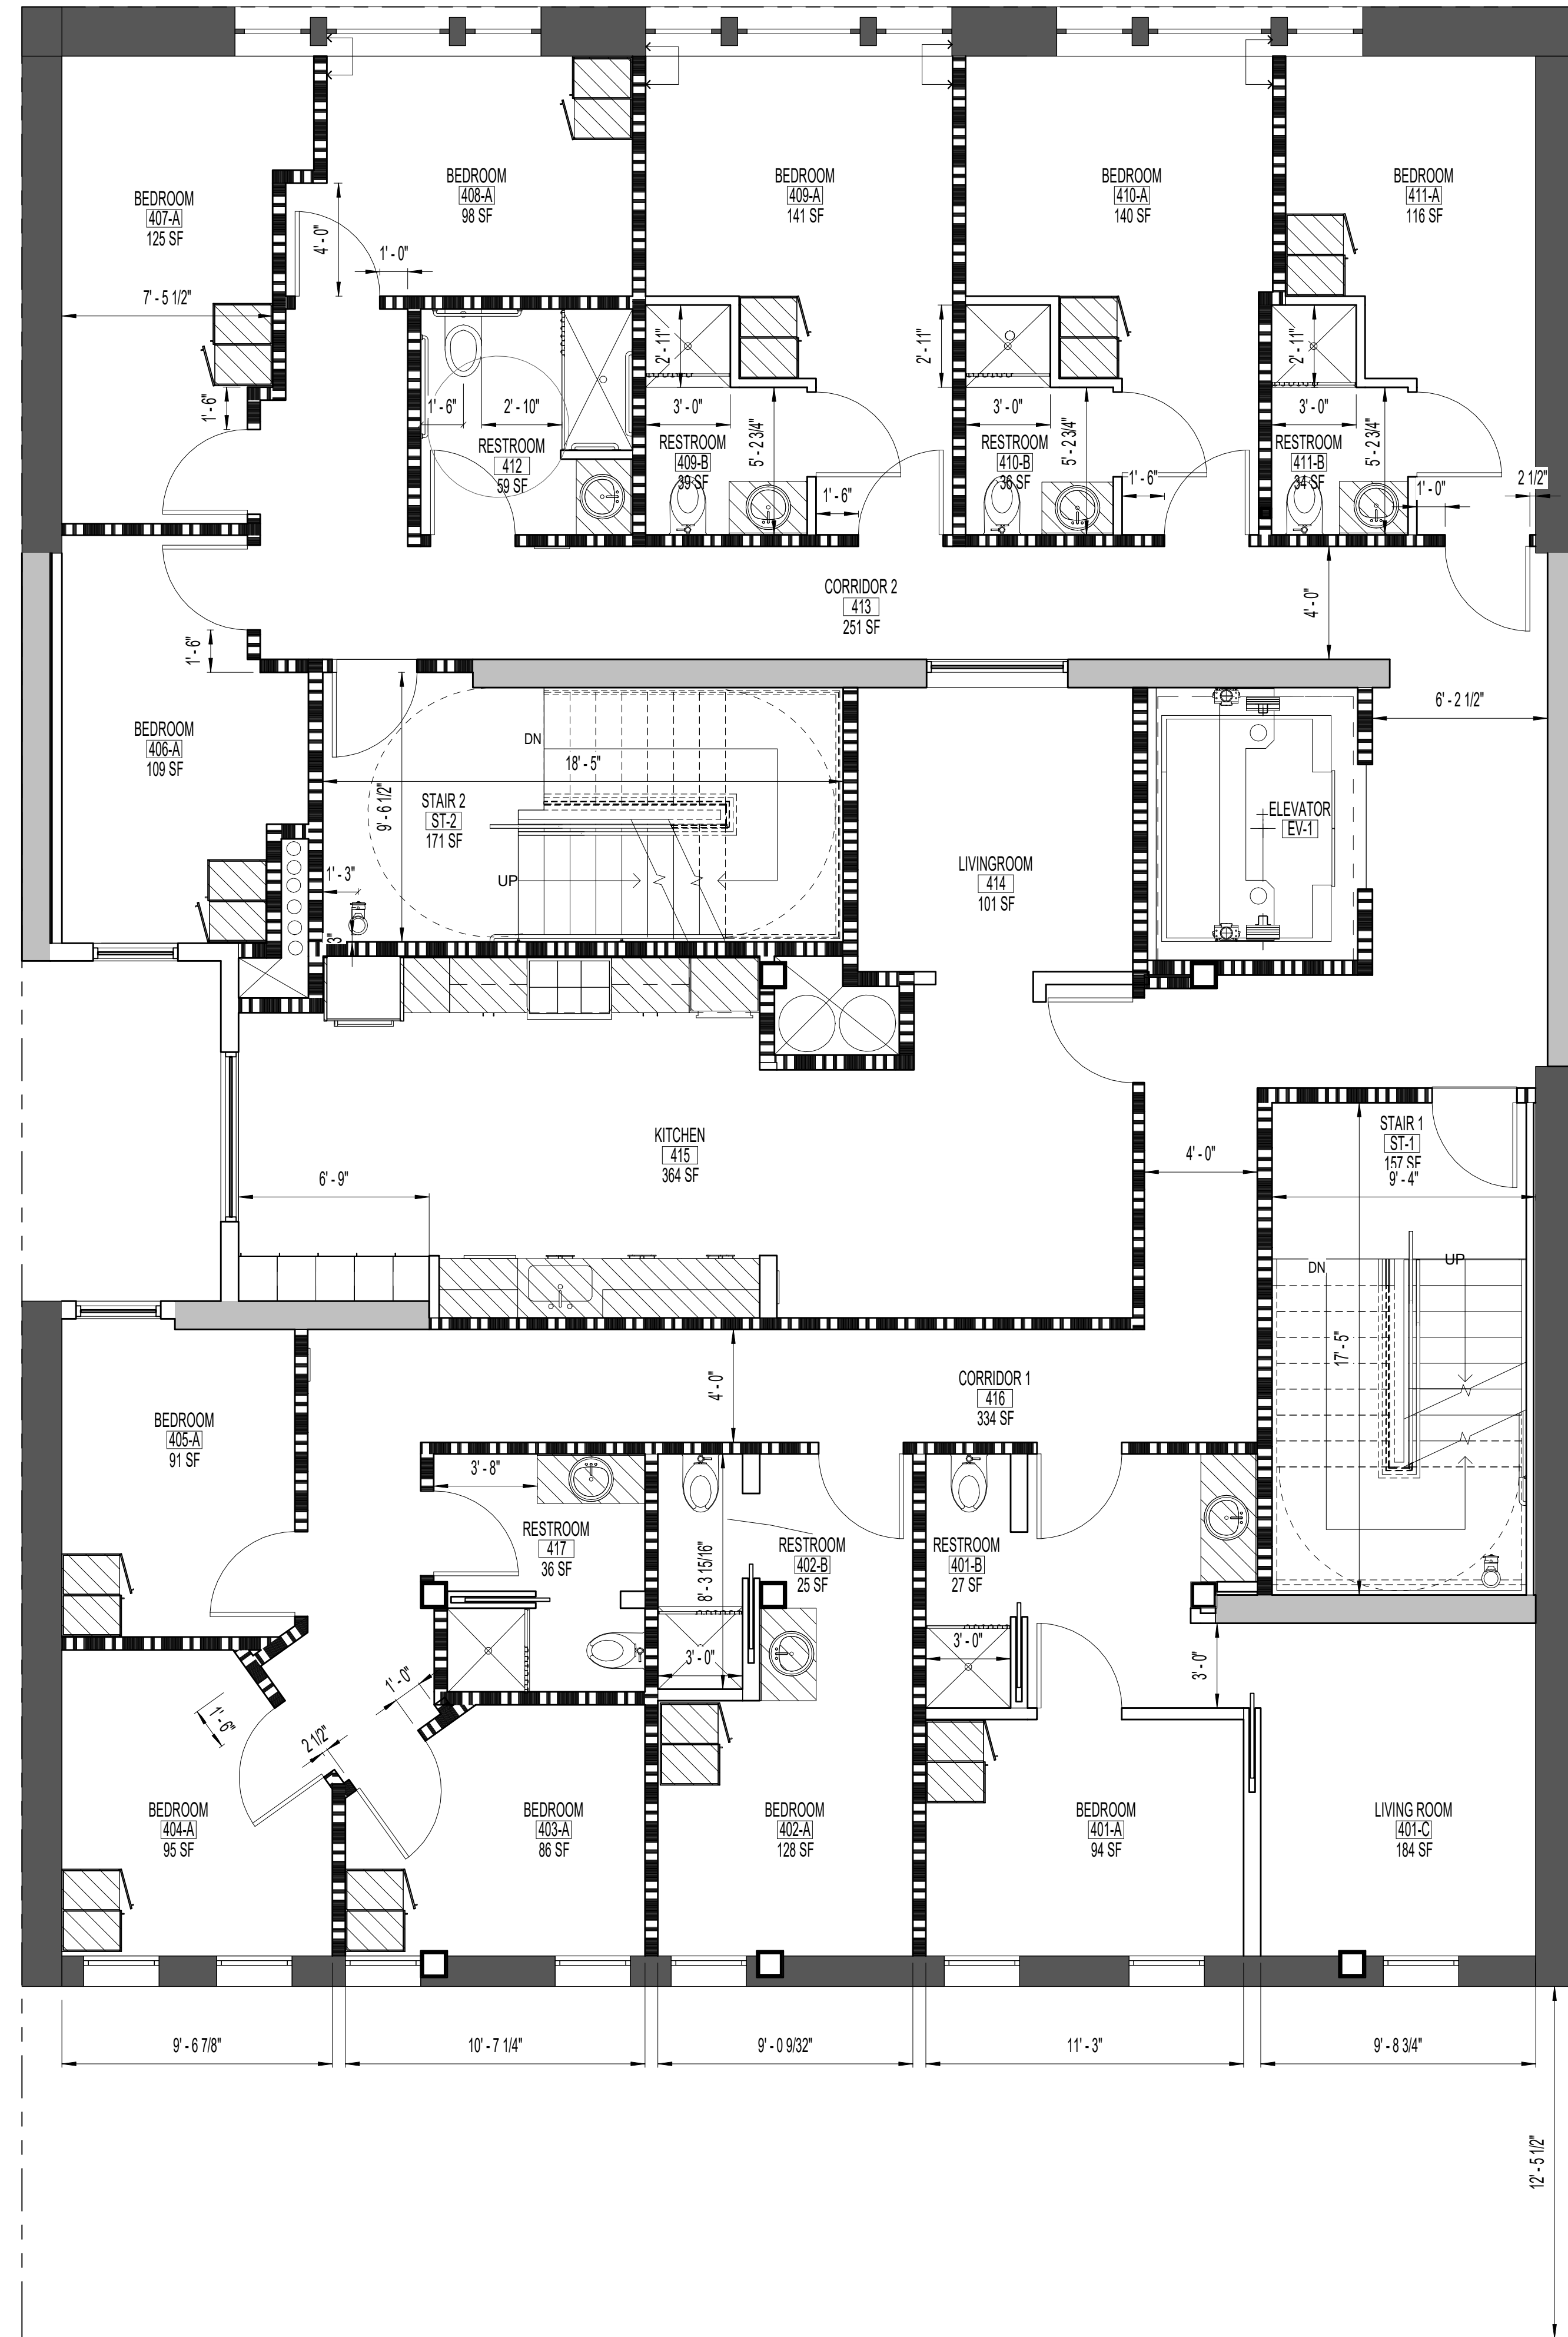 BEDROOM
407-A
125 SF
BEDROOM
408-A
98 SF
BEDROOM
409-A
141 SF
BEDROOM
410-A
140 SF
BEDROOM
411-A
116 SF
4' - 0"
1' - 0"
7' - 5 1/2"
1' - 6"
1' - 6"
2' - 10"
RESTROOM
412
59 SF
2' - 11"
3' - 0"
RESTROOM
409-B
39 SF
5' - 2 3/4"
1' - 6"
2' - 11"
3' - 0"
RESTROOM
410-B
36 SF
5' - 2 3/4"
1' - 6"
2' - 11"
3' - 0"
RESTROOM
411-B
34 SF
5' - 2 3/4"
1' - 0"
2 1/2"
CORRIDOR 2
413
251 SF
4' - 0"
1' - 6"
BEDROOM
406-A
109 SF
6' - 2 1/2"
DN
18' - 5"
9' - 6 1/2"
STAIR 2
ST-2
171 SF
UP
1' - 3"
3"
LIVINGROOM
414
101 SF
ELEVATOR
EV-1
KITCHEN
415
364 SF
6' - 9"
4' - 0"
STAIR 1
ST-1
157 SF
9' - 4"
DN
UP
17' - 5"
4' - 0"
CORRIDOR 1
416
334 SF
BEDROOM
405-A
91 SF
3' - 8"
RESTROOM
417
36 SF
8' - 3 15/16"
RESTROOM
402-B
25 SF
3' - 0"
RESTROOM
401-B
27 SF
3' - 0"
3' - 0"
1' - 0"
1' - 6"
2 1/2"
BEDROOM
404-A
95 SF
BEDROOM
403-A
86 SF
BEDROOM
402-A
128 SF
BEDROOM
401-A
94 SF
LIVING ROOM
401-C
184 SF
9' - 6 7/8"
10' - 7 1/4"
9' - 0 9/32"
11' - 3"
9' - 8 3/4"
12' - 5 1/2"